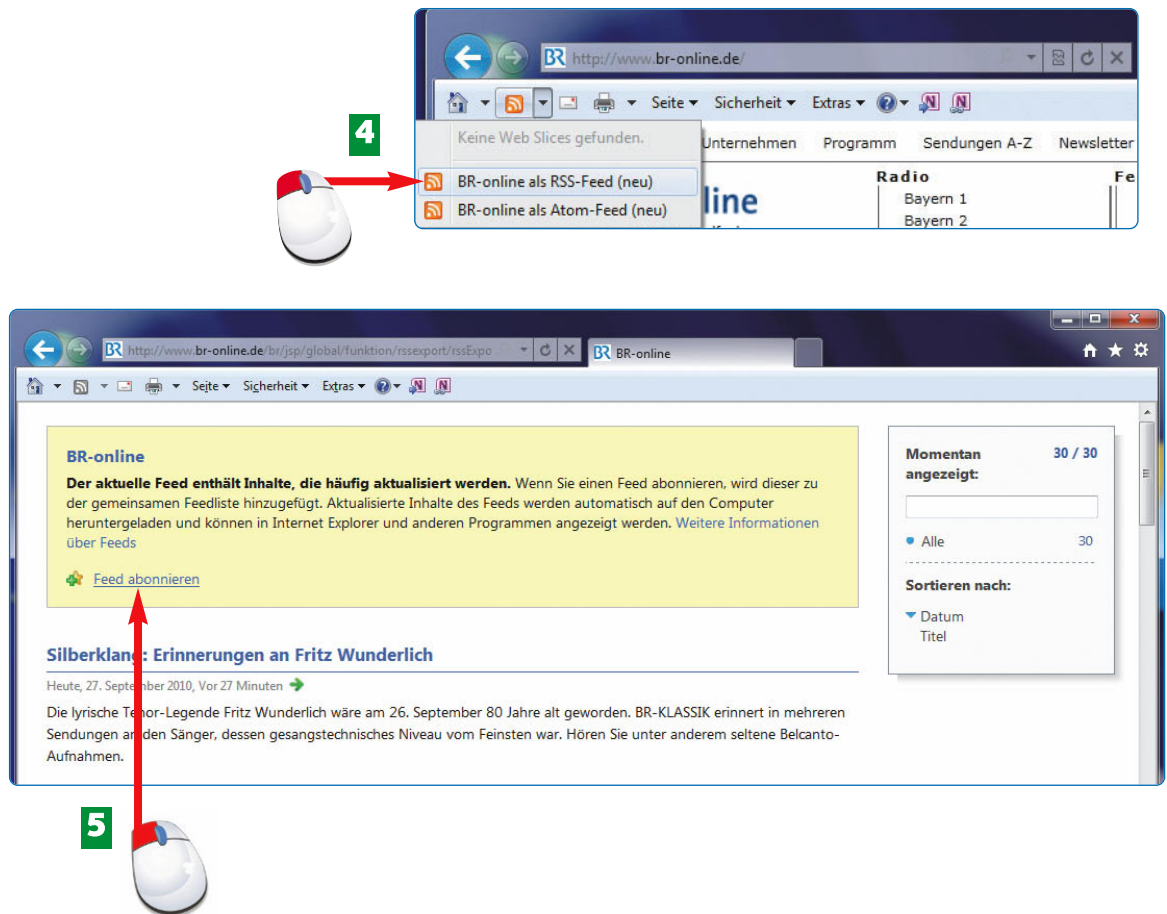 BR http://www.br-online.de/
Seite Sicherheit Extras
4
Keine Web Slices gefunden.
Unternehmen Programm Sendungen A-Z Newsletter
BR-online als RSS-Feed (neu)
BR-online als Atom-Feed (neu)
line
Radio
Bayern 1
Bayern 2
Fe
BR http://www.br-online.de/br/jsp/global/funktion/rssexport/rssExpo
BR BR-online
Seite Sicherheit Extras
BR-online
Der aktuelle Feed enthält Inhalte, die häufig aktualisiert werden. Wenn Sie einen Feed abonnieren, wird dieser zu
der gemeinsamen Feedliste hinzugefügt. Aktualisierte Inhalte des Feeds werden automatisch auf den Computer
heruntergeladen und können in Internet Explorer und anderen Programmen angezeigt werden. Weitere Informationen
über Feeds
Feed abonnieren
Momentan 30 / 30
angezeigt:
Alle 30
Sortieren nach:
Datum
Titel
Silberklang: Erinnerungen an Fritz Wunderlich
Heute, 27. September 2010, Vor 27 Minuten
Die lyrische Tenor-Legende Fritz Wunderlich wäre am 26. September 80 Jahre alt geworden. BR-KLASSIK erinnert in mehreren
Sendungen an den Sänger, dessen gesangstechnisches Niveau vom Feinsten war. Hören Sie unter anderem seltene Belcanto-
Aufnahmen.
5